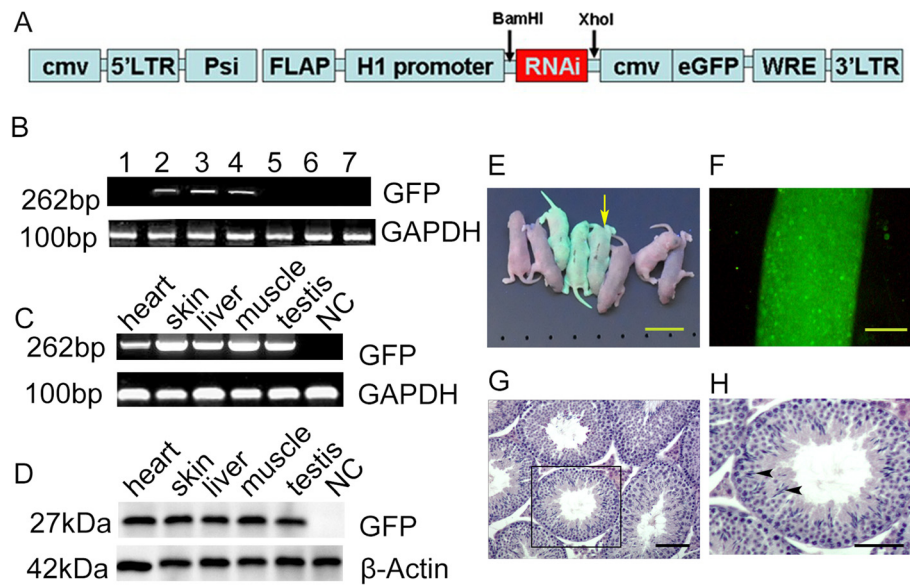 A
BamHI XhoI
cmv 5'LTR Psi FLAP H1 promoter RNAi cmv eGFP WRE 3'LTR
B
1 2 3 4 5 6 7
262bp GFP
100bp GAPDH
C
heart skin liver muscle testis NC
262bp GFP
100bp GAPDH
D
heart skin liver muscle testis NC
27kDa GFP
42kDa β-Actin
E
F
G
H